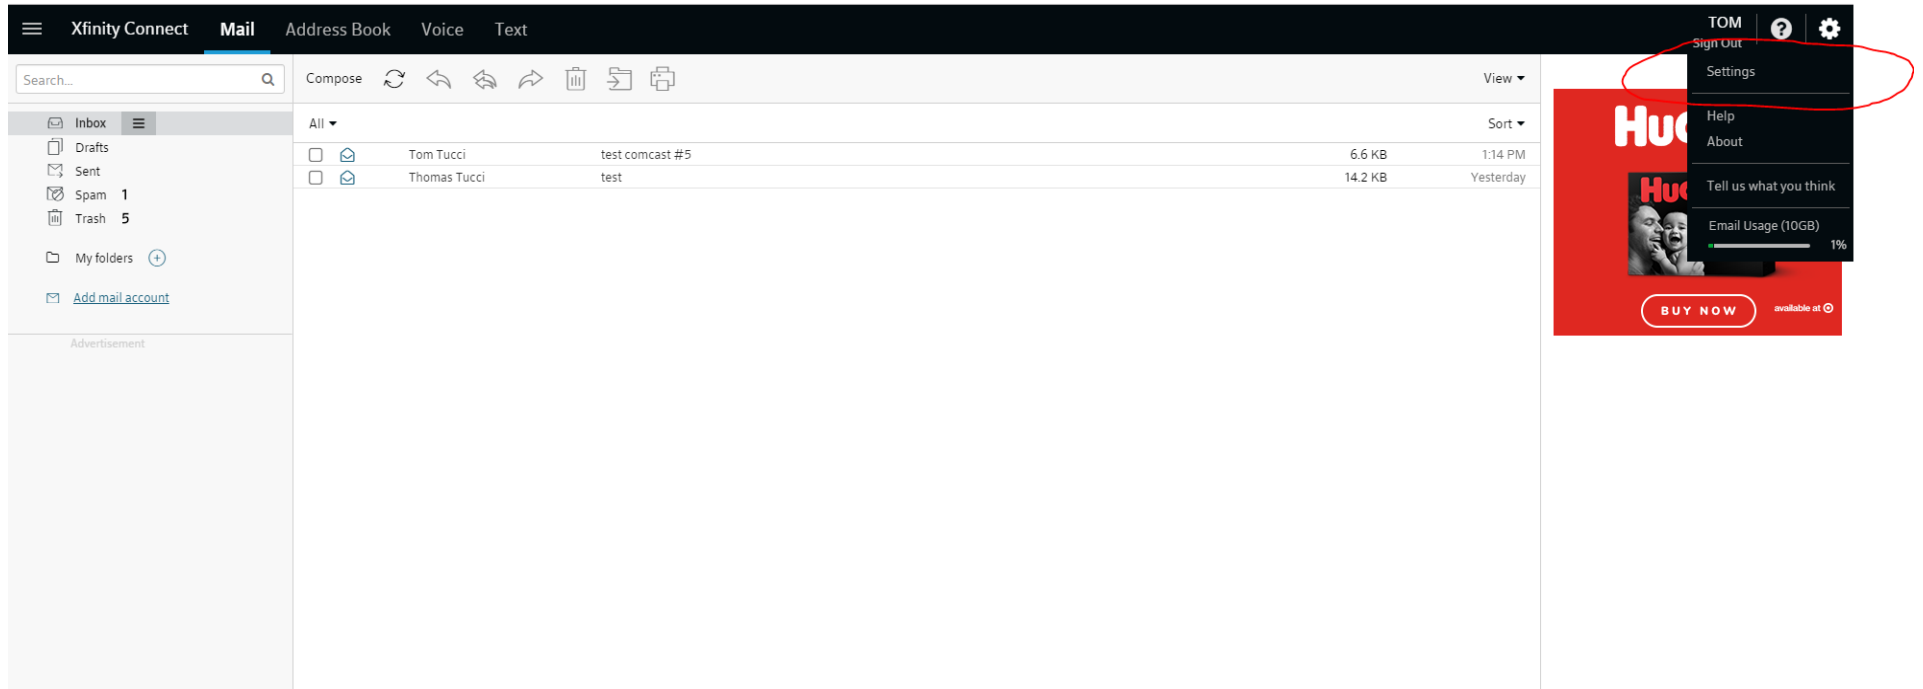 Xfinity Connect Mail Address Book Voice Text TOM
Sign Out
Search... Compose View
Settings
Inbox
Drafts
Sent
Spam 1
Trash 5
My folders
Add mail account
Advertisement
All Sort
Tom Tucci test comcast #5 6.6 KB 1:14 PM
Thomas Tucci test 14.2 KB Yesterday
Help
About
Tell us what you think
Email Usage (10GB)
1%
BUY NOW available at